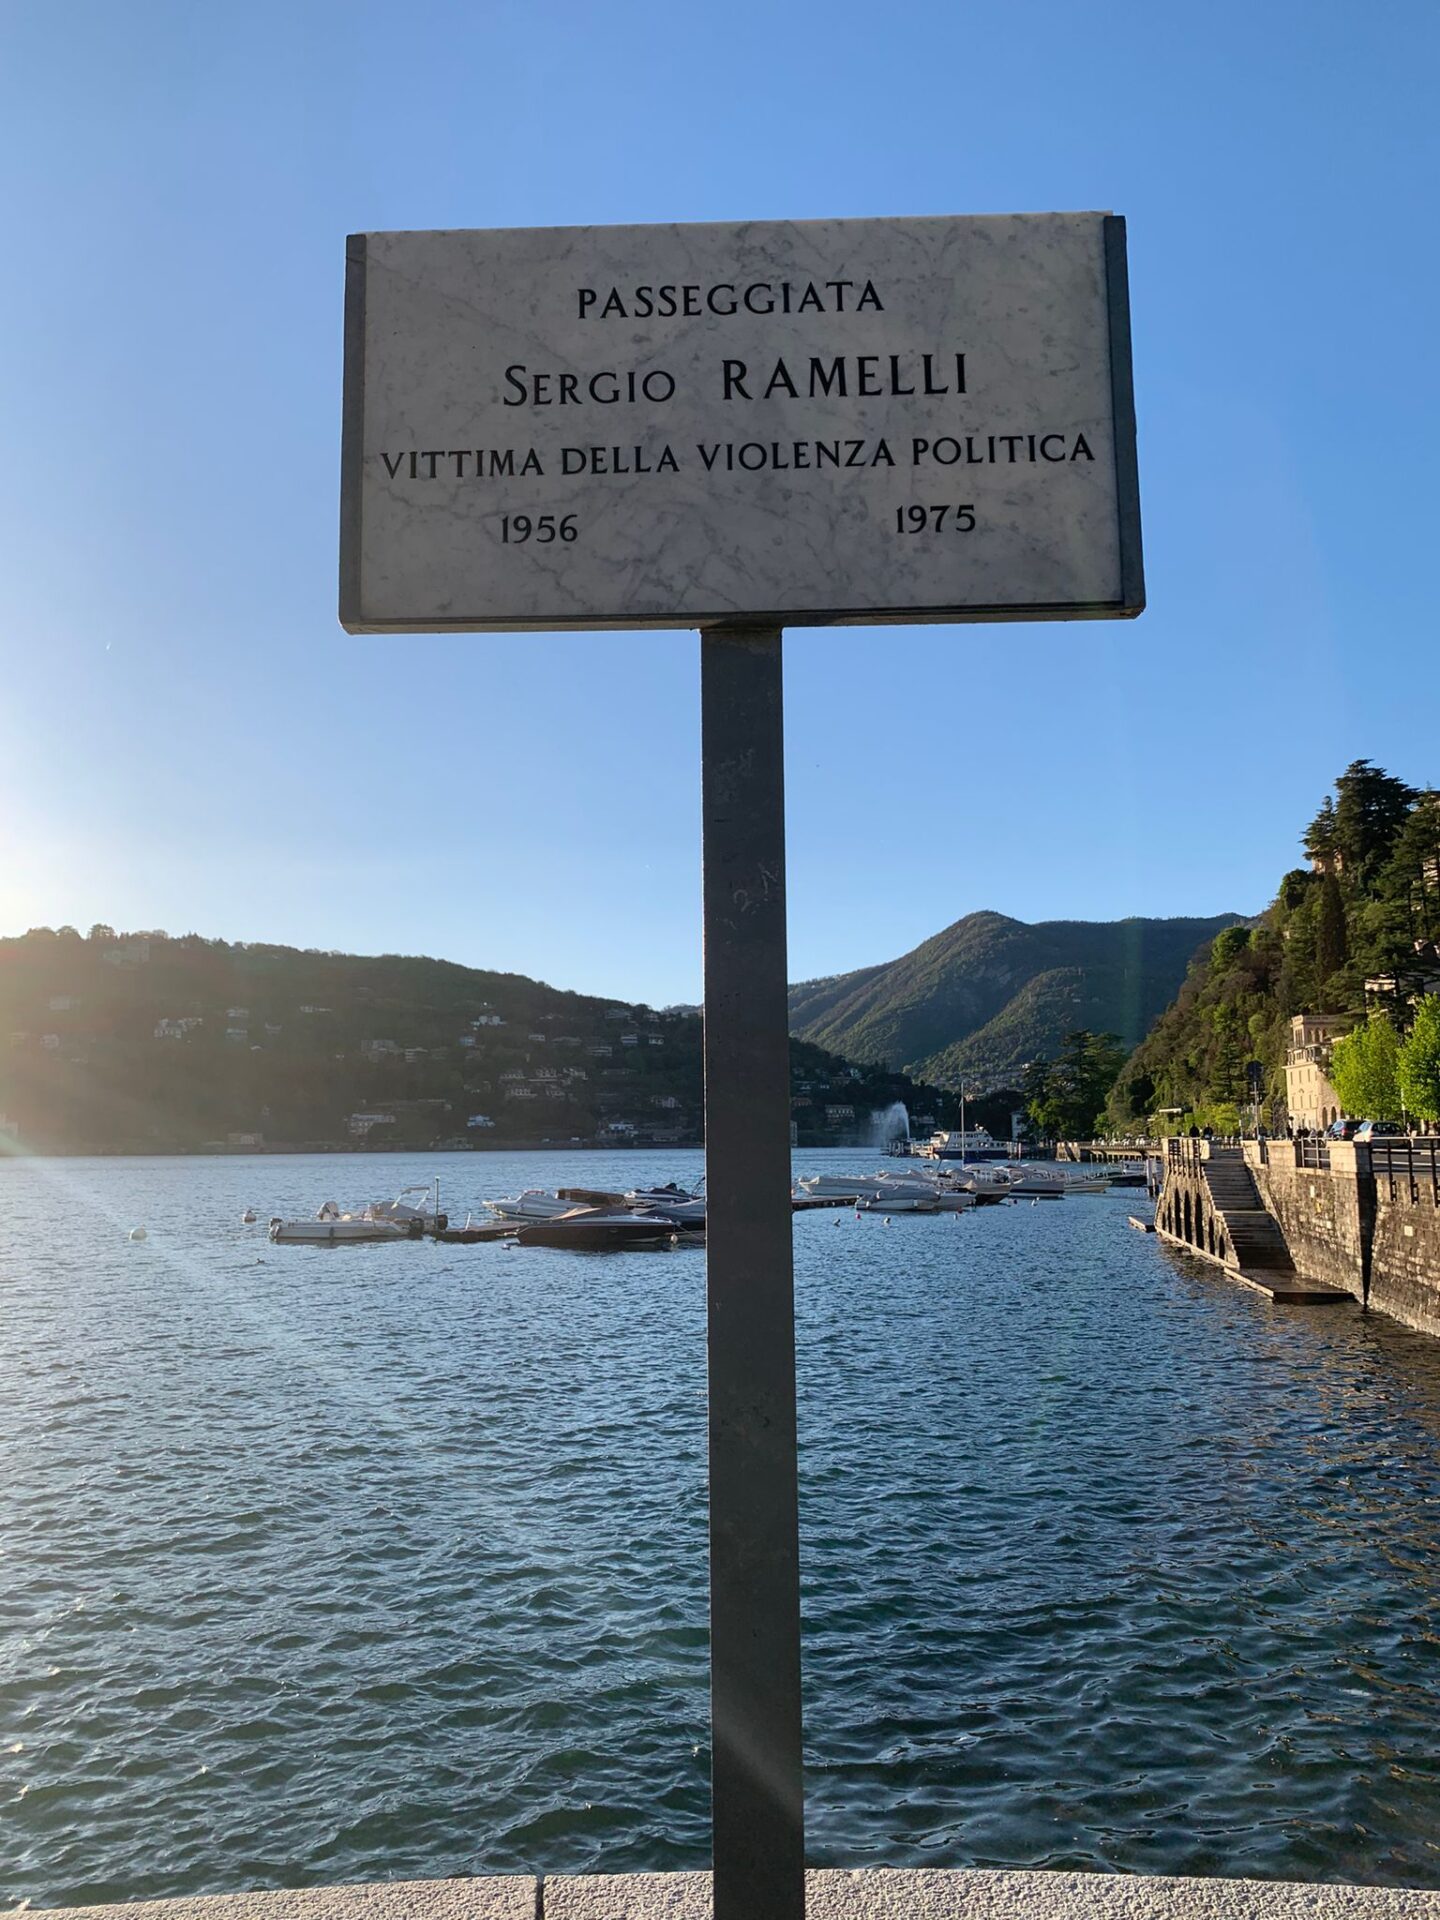 PASSEGGIATA
SERGIO RAMELLI
VITTIMA DELLA VIOLENZA POLITICA
1956 1975